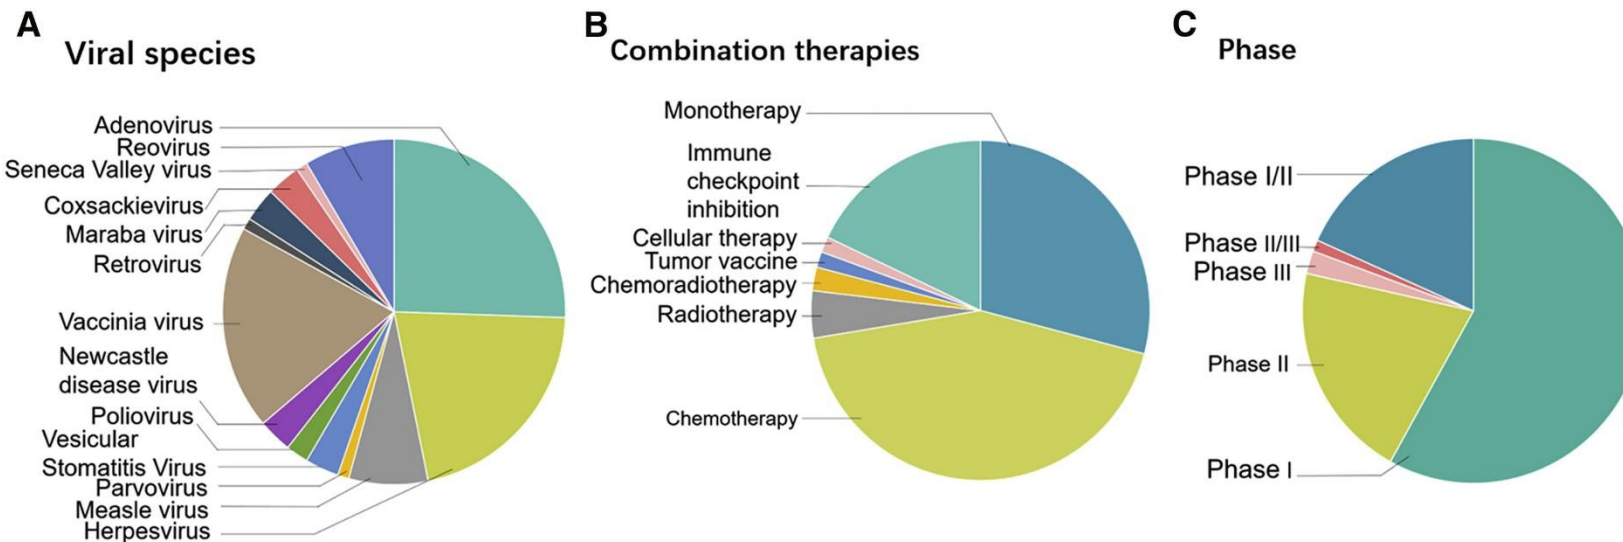 A
Viral species
Adenovirus
Reovirus
Seneca Valley virus
Coxsackievirus
Maraba virus
Retrovirus
Vaccinia virus
Newcastle
disease virus
Poliovirus
Vesicular
Stomatitis Virus
Parvovirus
Measle virus
Herpesvirus
B
Combination therapies
Monotherapy
Immune
checkpoint
inhibition
Cellular therapy
Tumor vaccine
Chemoradiotherapy
Radiotherapy
Chemotherapy
C
Phase
Phase I/II
Phase II/III
Phase III
Phase II
Phase I